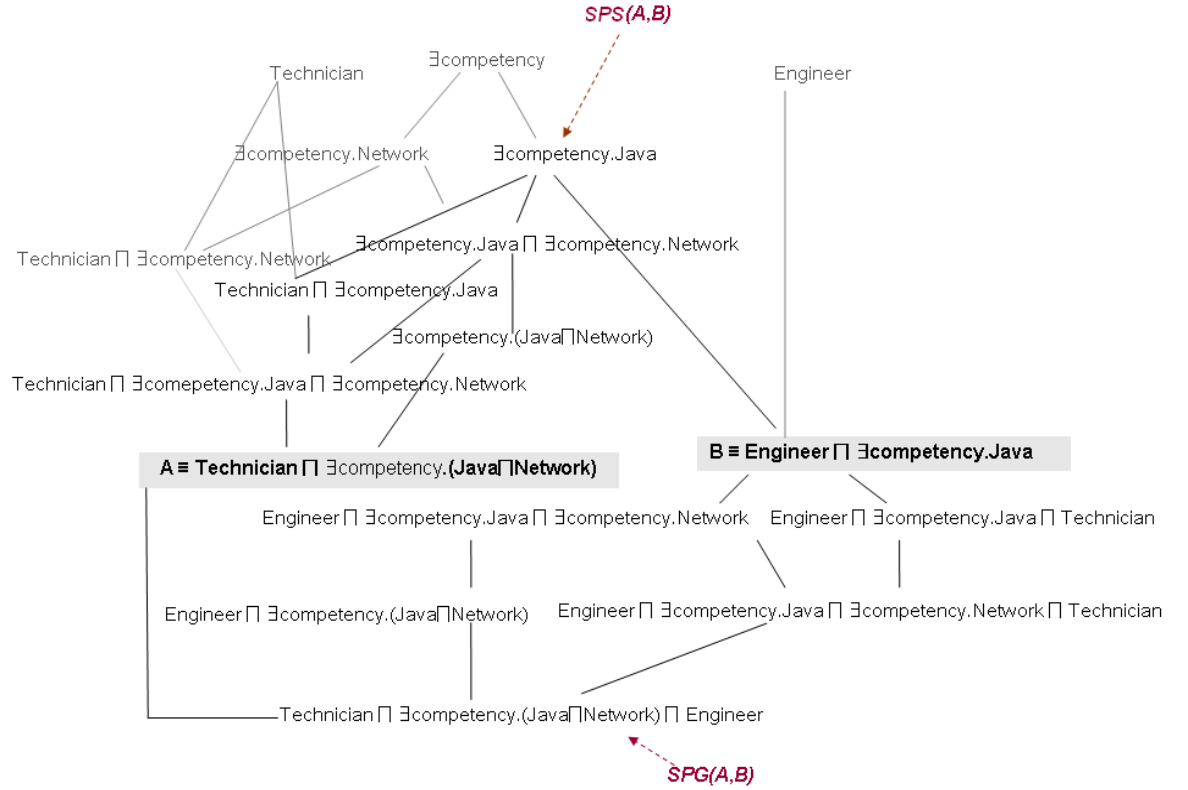 SPS(A,B)
∃competency
Technician
Engineer
∃competency.Network
∃competency.Java
∃competency.Java ∏ ∃competency.Network
Technician ∏ ∃competency.Network
Technician ∏ ∃competency.Java
∃competency.(Java∏Network)
Technician ∏ ∃comepetency.Java ∏ ∃competency.Network
B ≡ Engineer ∏ ∃competency.Java
A ≡ Technician ∏ ∃competency.(Java∏Network)
Engineer ∏ ∃competency.Java ∏ ∃competency.Network
Engineer ∏ ∃competency.Java ∏ Technician
Engineer ∏ ∃competency.(Java∏Network)
Engineer ∏ ∃competency.Java ∏ ∃competency.Network ∏ Technician
Technician ∏ ∃competency.(Java∏Network) ∏ Engineer
SPG(A,B)